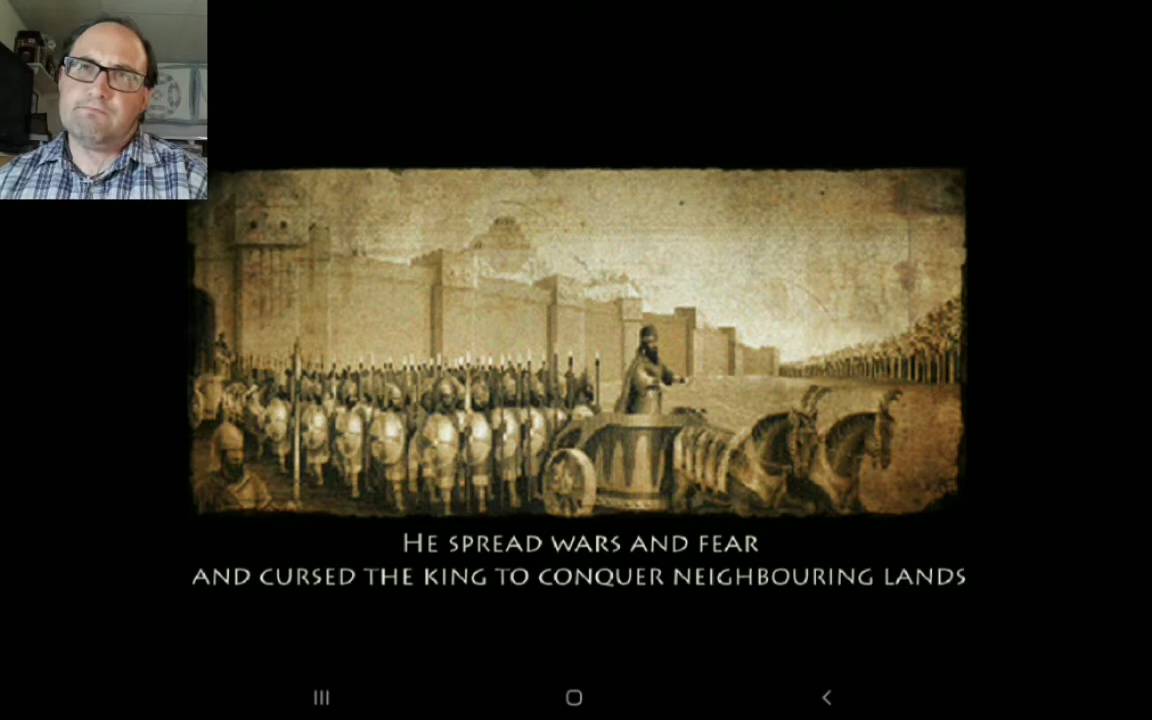 He spread wars and fear
and cursed the king to conquer neighbouring lands